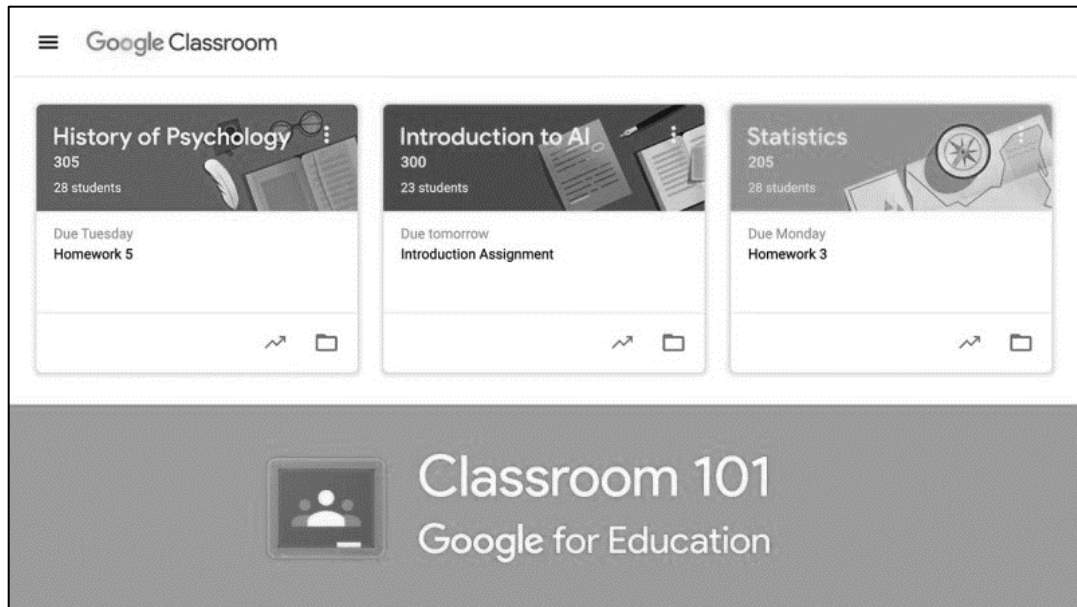 Google Classroom
History of Psychology
305
28 students
Due Tuesday
Homework 5
Introduction to AI
300
23 students
Due tomorrow
Introduction Assignment
Statistics
205
28 students
Due Monday
Homework 3
Classroom 101
Google for Education